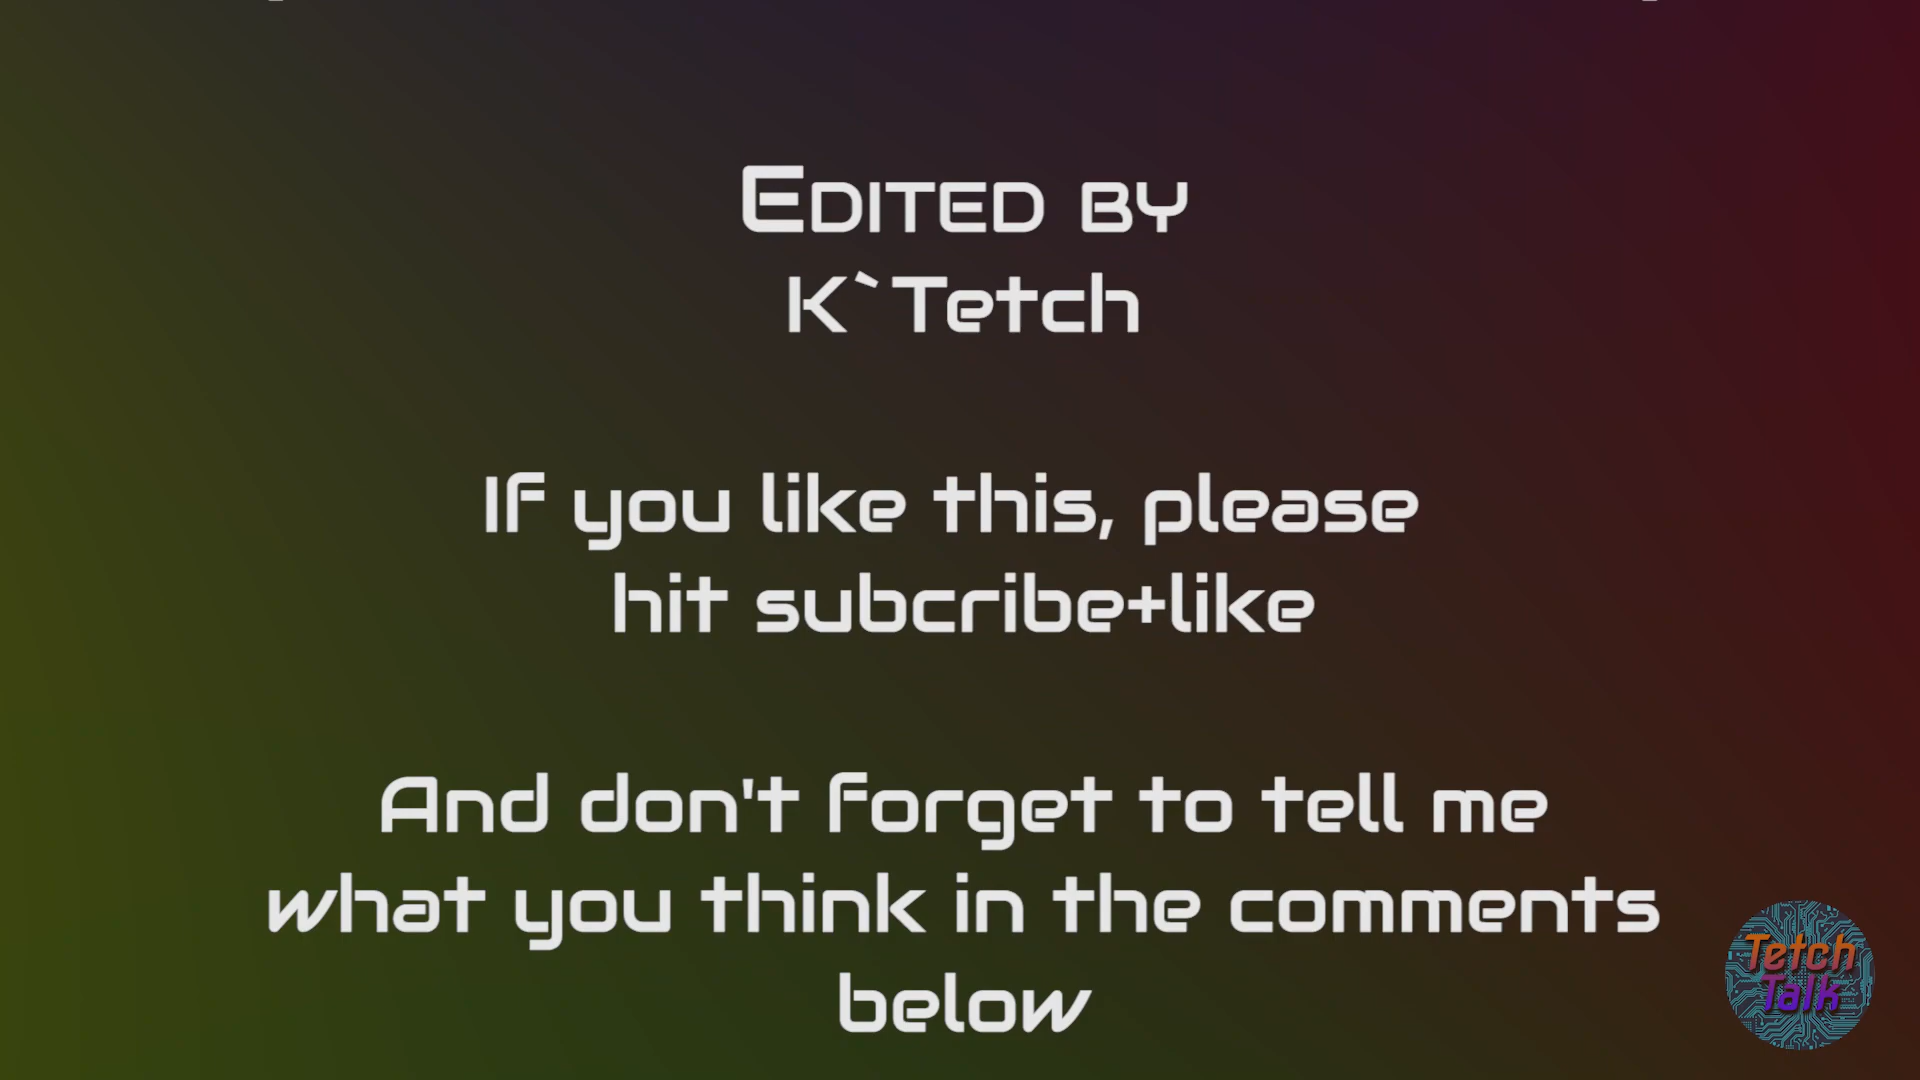 Edited by
K`Tetch
If you like this, please
hit subcribe+like
And don't forget to tell me
what you think in the comments
below
Tetch
Talk